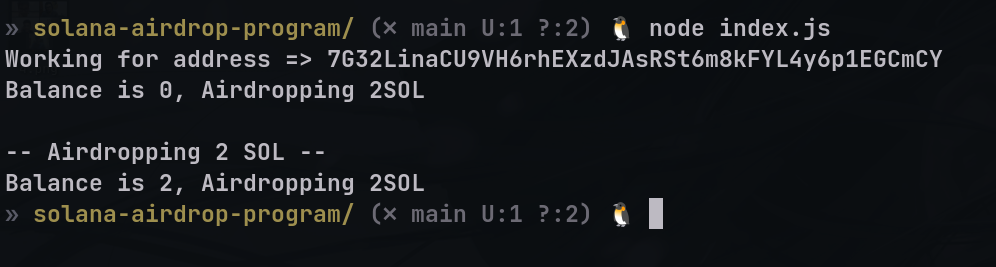 » solana-airdrop-program/ (× main U:1 ?:2) 🐧 node index.js
Working for address => 7G32LinaCU9VH6rhEXzdJAsRSt6m8kFYL4y6p1EGCmCY
Balance is 0, Airdropping 2SOL
-- Airdropping 2 SOL --
Balance is 2, Airdropping 2SOL
» solana-airdrop-program/ (× main U:1 ?:2) 🐧